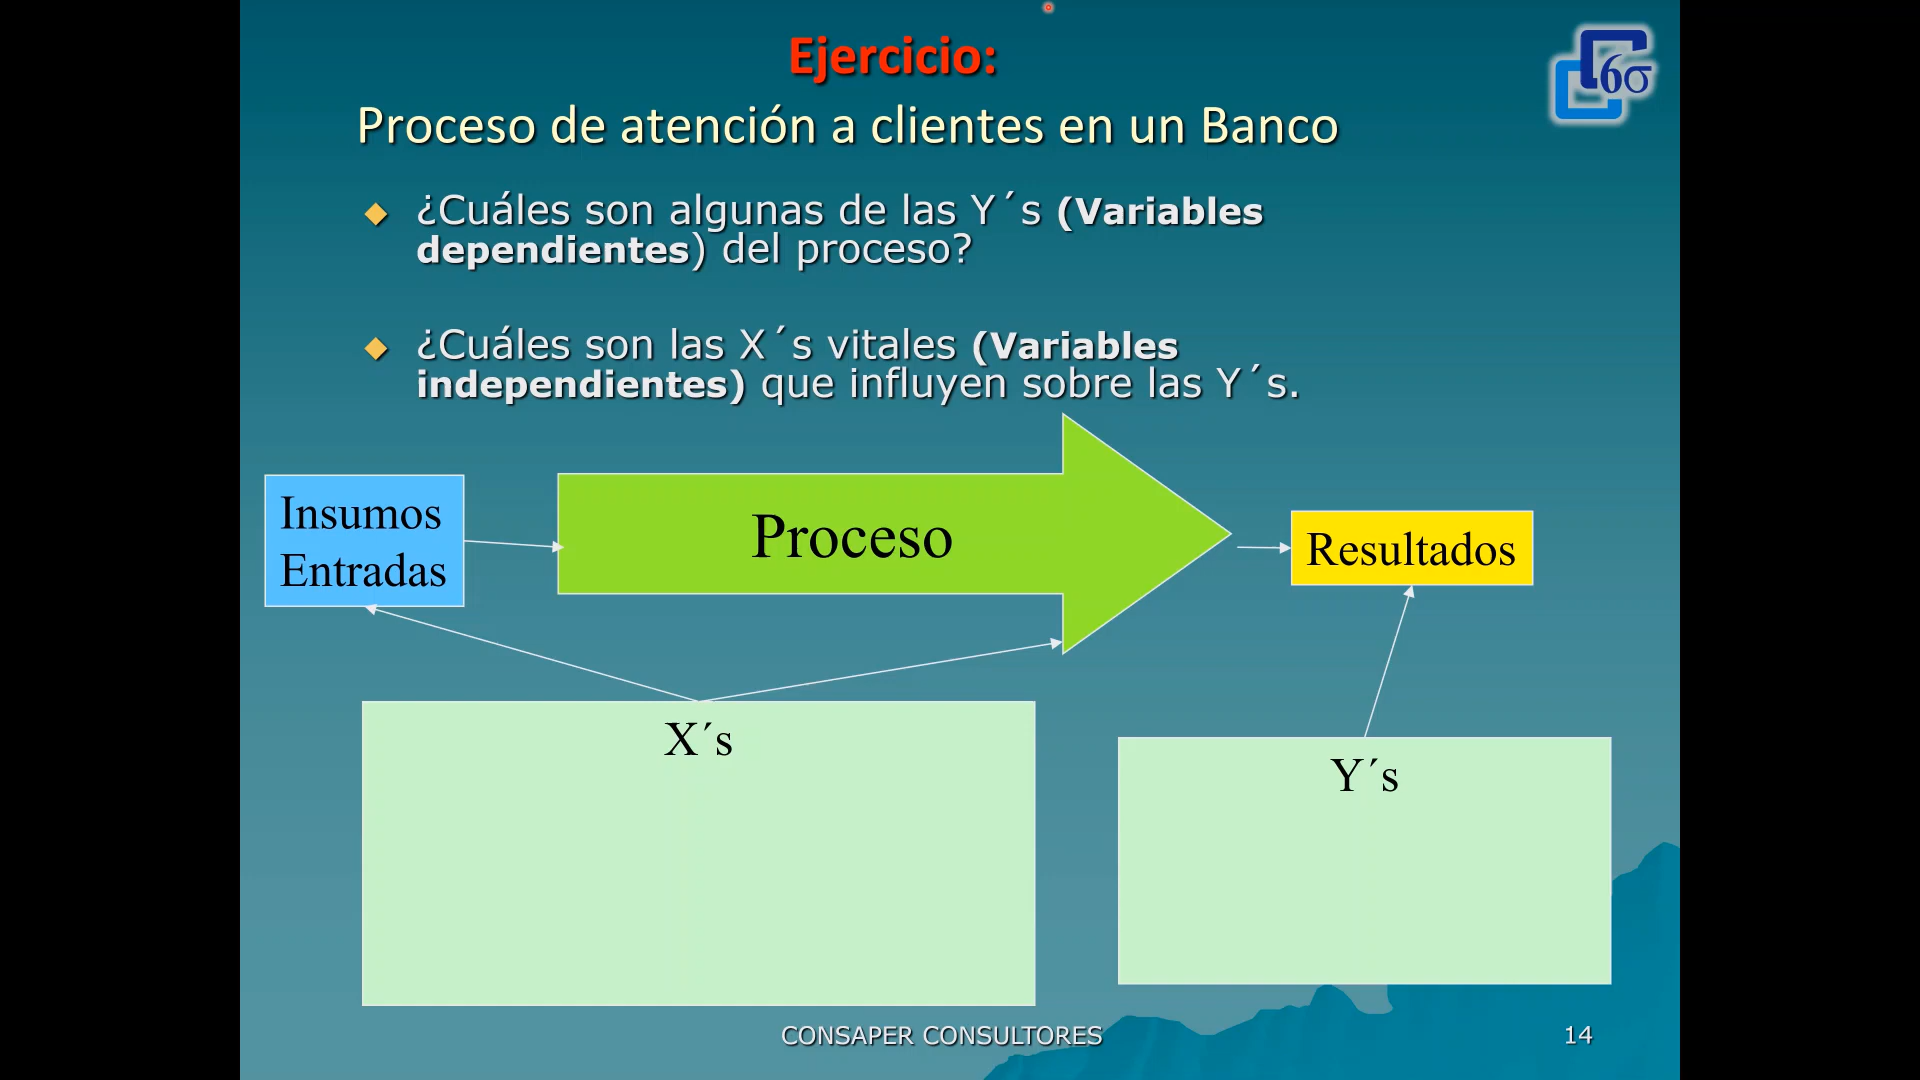 Ejercicio:
6σ
Proceso de atención a clientes en un Banco
¿Cuáles son algunas de las Y´s (Variables
dependientes) del proceso?
¿Cuáles son las X´s vitales (Variables
independientes) que influyen sobre las Y´s.
Insumos
Entradas
Proceso
Resultados
X´s
Y´s
CONSAPER CONSULTORES
14